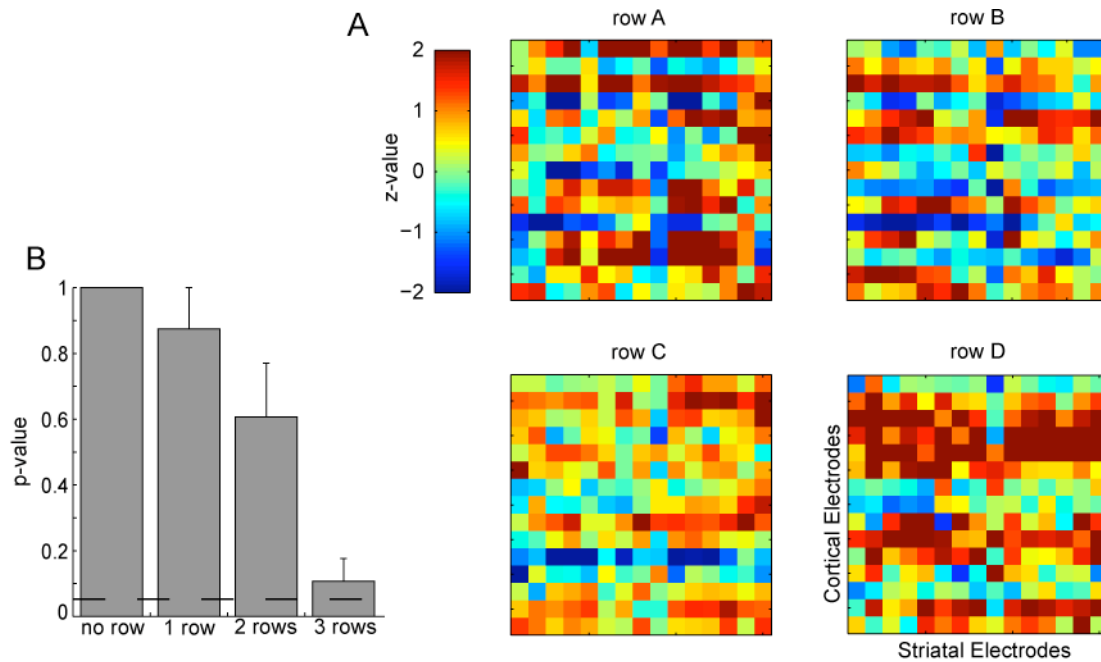 A
row A
row B
2
1
0
−1
−2
z-value
row C
row D
Cortical Electrodes
Striatal Electrodes
B
1
0.8
0.6
0.4
0.2
0
p-value
no row
1 row
2 rows
3 rows